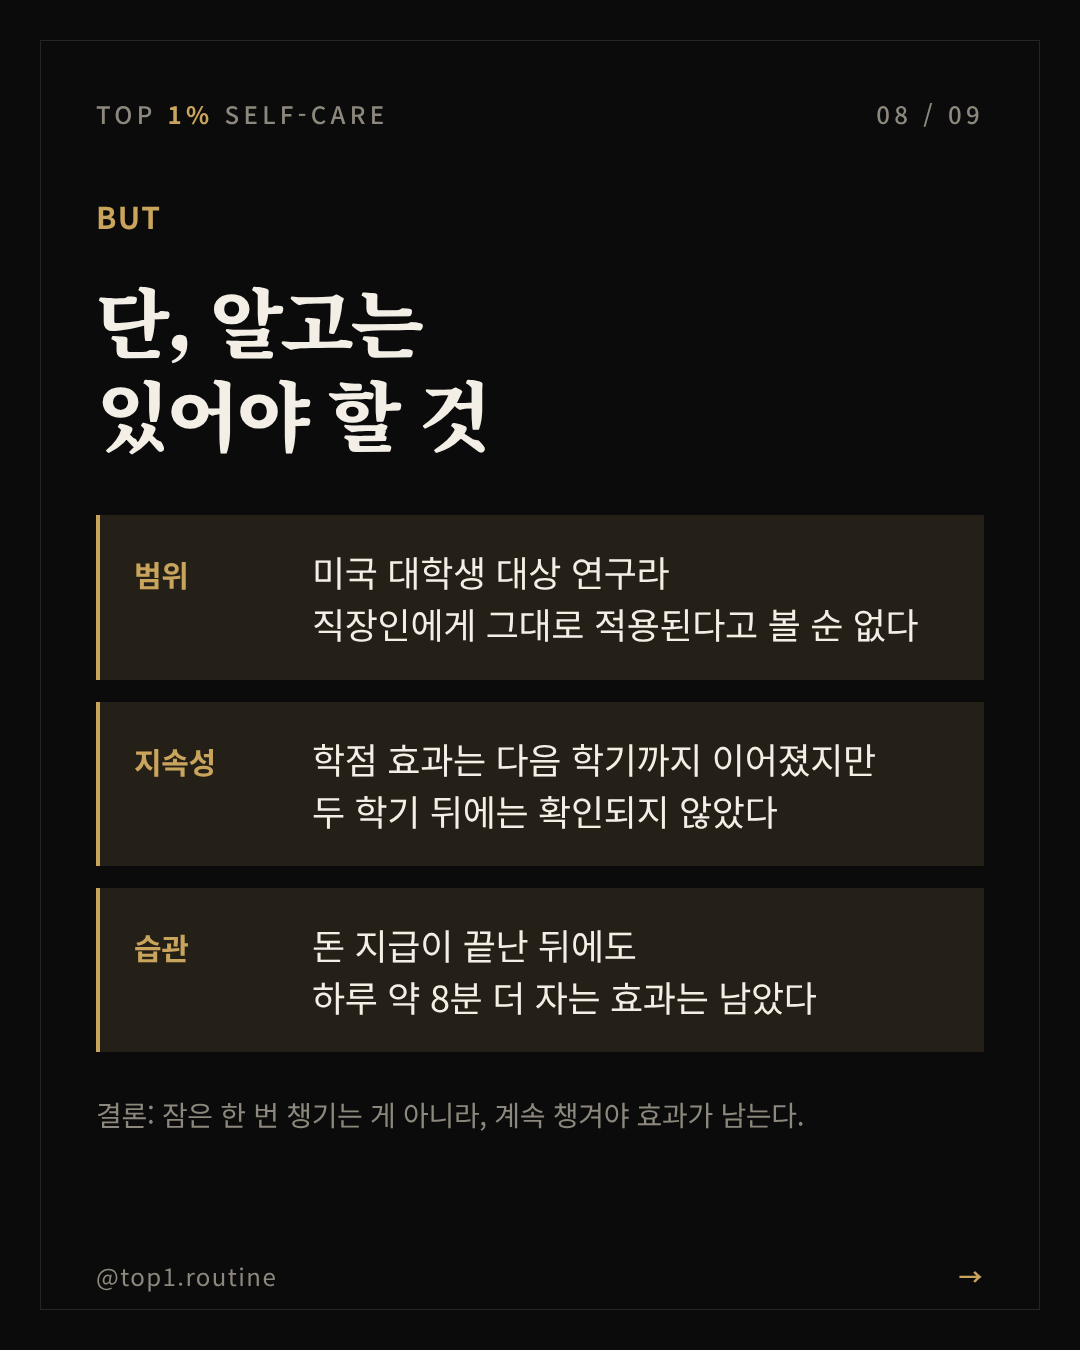 TOP 1% SELF-CARE
08 / 09
BUT
단, 알고는
있어야 할 것
범위
미국 대학생 대상 연구라
직장인에게 그대로 적용된다고 볼 순 없다
지속성
학점 효과는 다음 학기까지 이어졌지만
두 학기 뒤에는 확인되지 않았다
습관
돈 지급이 끝난 뒤에도
하루 약 8분 더 자는 효과는 남았다
결론: 잠은 한 번 챙기는 게 아니라, 계속 챙겨야 효과가 남는다.
@top1.routine
→